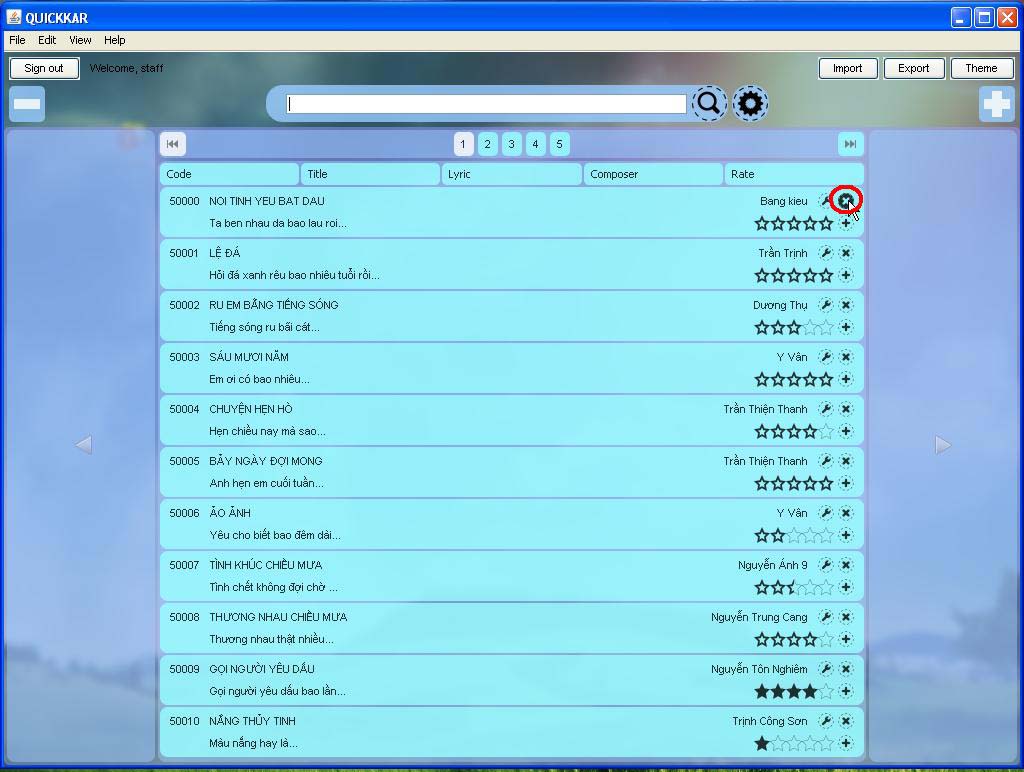 QUICKKAR
File Edit View Help
Sign out Welcome, staff Import Export Theme
1 2 3 4 5
Code Title Lyric Composer Rate
50000 NOI TINH YEU BAT DAU Bang kieu
Ta ben nhau da bao lau roi...
50001 LỆ ĐÁ Trần Trịnh
Hỏi đá xanh rêu bao nhiêu tuổi rồi...
50002 RU EM BẰNG TIẾNG SÓNG Dương Thụ
Tiếng sóng ru bãi cát...
50003 SÁU MƯƠI NĂM Y Vân
Em ơi có bao nhiêu...
50004 CHUYỆN HẸN HÒ Trần Thiện Thanh
Hẹn chiều nay mà sao...
50005 BẢY NGÀY ĐỢI MONG Trần Thiện Thanh
Anh hẹn em cuối tuần...
50006 ẢO ẢNH Y Vân
Yêu cho biết bao đêm dài...
50007 TÌNH KHÚC CHIỀU MƯA Nguyễn Ánh 9
Tình chết không đợi chờ ...
50008 THƯƠNG NHAU CHIỀU MƯA Nguyễn Trung Cang
Thương nhau thật nhiều...
50009 GỌI NGƯỜI YÊU DẤU Nguyễn Tôn Nghiêm
Gọi người yêu dấu bao lần...
50010 NẮNG THỦY TINH Trịnh Công Sơn
Màu nắng hay là...